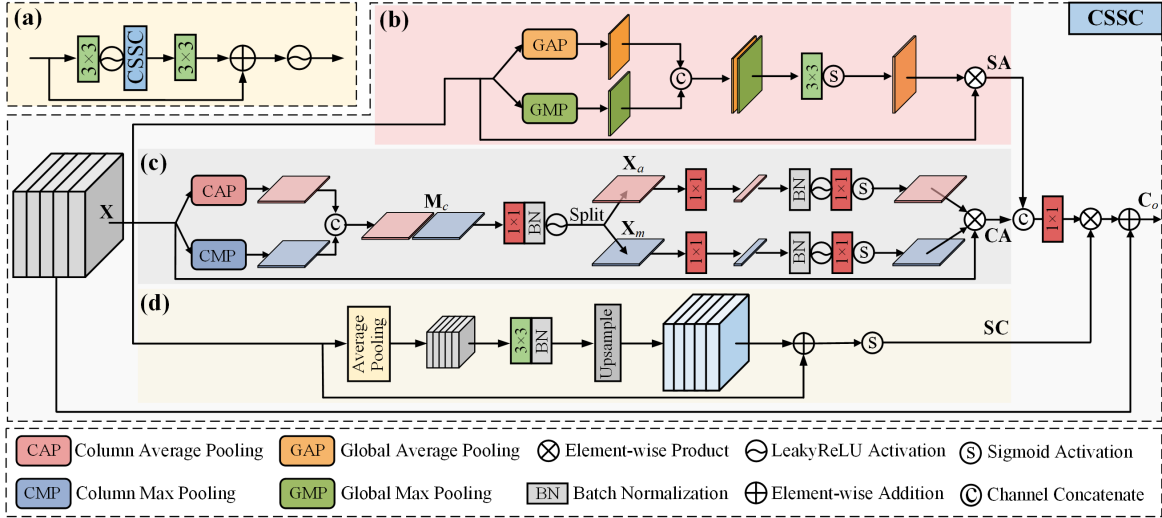 (a)
3×3
CSSC
3×3
(b)
CSSC
GAP
GMP
C
3×3
S
SA
(c)
X
CAP
CMP
C
M_c
1×1
BN
Split
X_a
X_m
1×1
BN
1×1
S
1×1
BN
1×1
S
CA
C
1×1
C_o
(d)
Average
Pooling
3×3
BN
Upsample
S
SC
CAP Column Average Pooling GAP Global Average Pooling Element-wise Product LeakyReLU Activation S Sigmoid Activation
CMP Column Max Pooling GMP Global Max Pooling BN Batch Normalization Element-wise Addition C Channel Concatenate